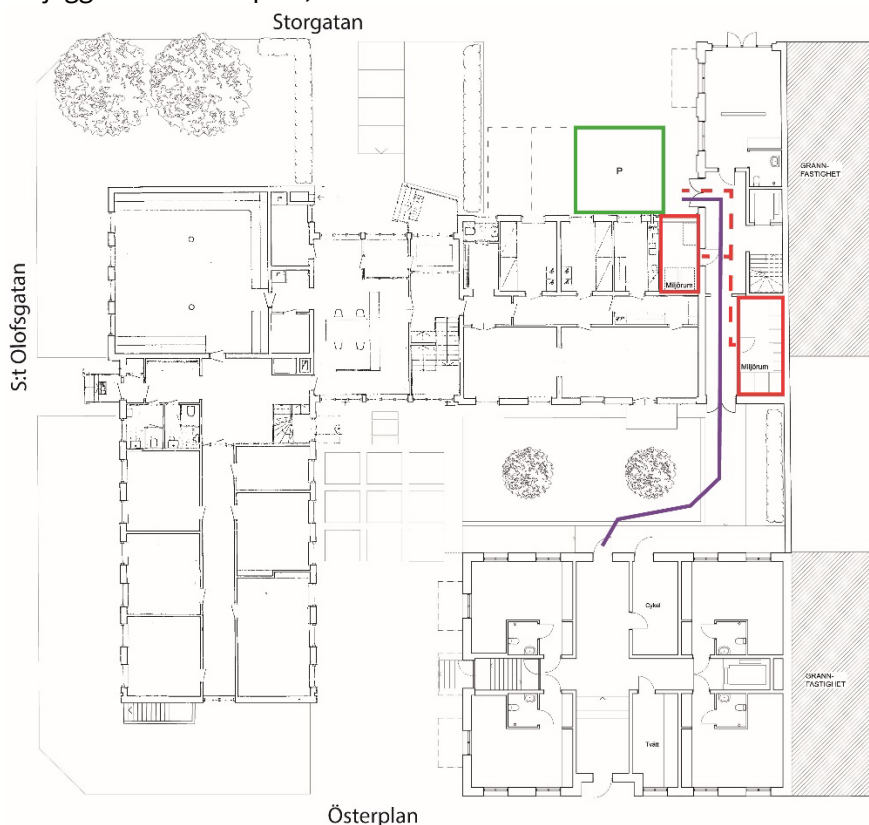 Storgatan
P
GRANN-
FASTIGHET
Miljörum
S:t Olofsgatan
Miljörum
Cykel
GRANN-
FASTIGHET
Tvätt
Österplan